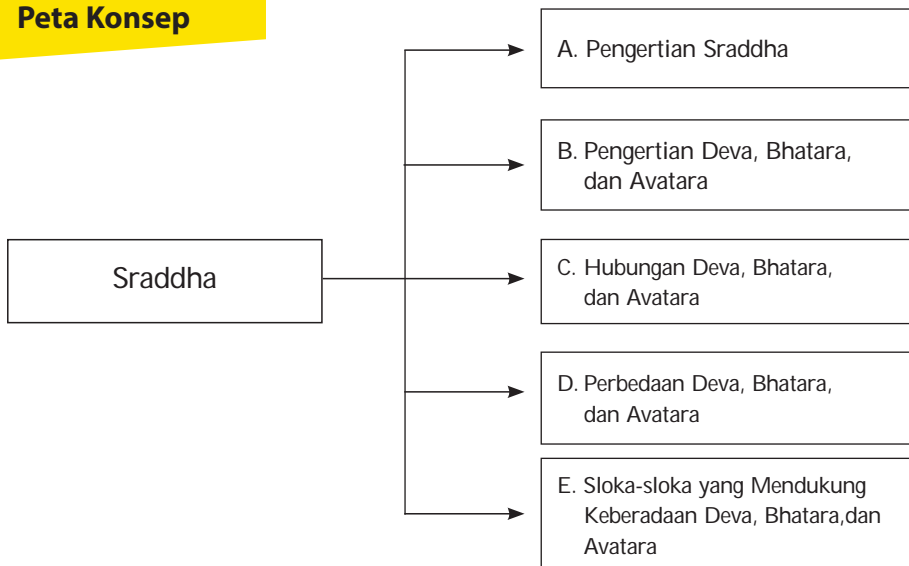 Peta Konsep
Sraddha
A. Pengertian Sraddha
B. Pengertian Deva, Bhatara,
dan Avatara
C. Hubungan Deva, Bhatara,
dan Avatara
D. Perbedaan Deva, Bhatara,
dan Avatara
E. Sloka-sloka yang Mendukung
Keberadaan Deva, Bhatara,dan
Avatara